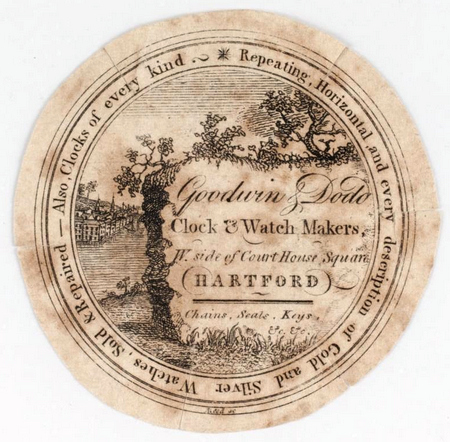 Repeating, Horizontal, and every description of Gold and Silver Watches, Sold & Repaired — Also, Clocks of every kind ~
Goodwin & Dodd
Clock & Watch Makers,
W. side of Court House Square
(HARTFORD)
Chains, Seals, Keys,
&c. &c.